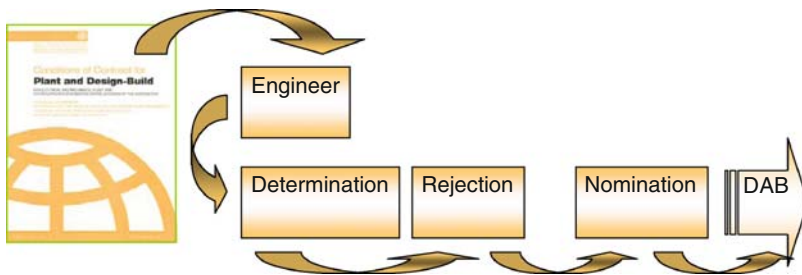 Conditions of Contract for
Plant and Design-Build
Engineer
Determination
Rejection
Nomination
DAB